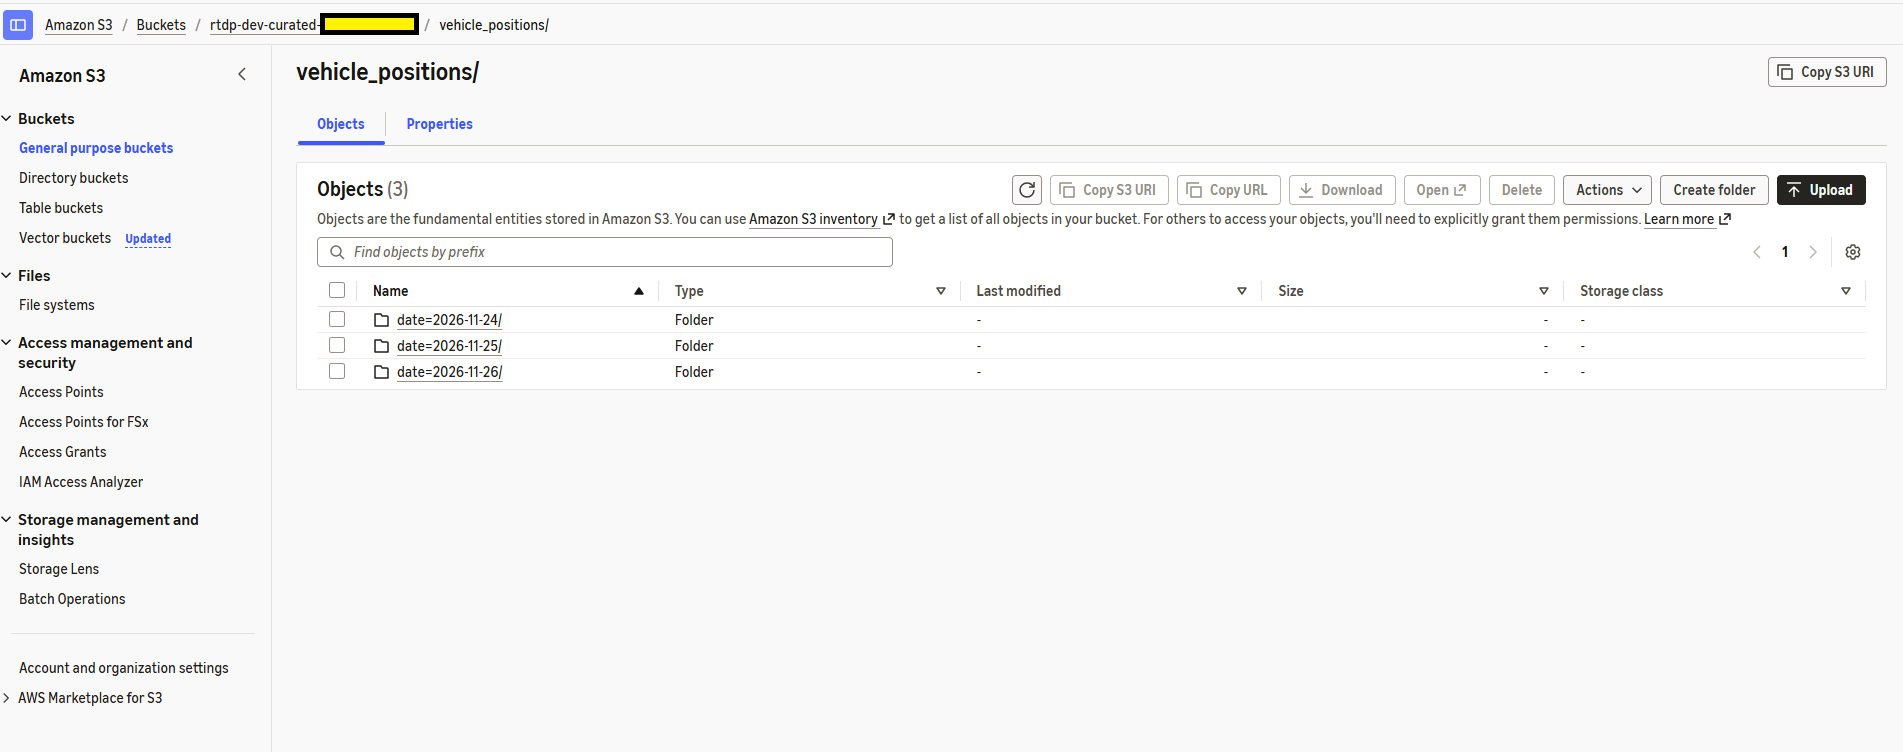 Amazon S3 / Buckets / rtdp-dev-curated- / vehicle_positions/
Amazon S3
Buckets
General purpose buckets
Directory buckets
Table buckets
Vector buckets Updated
Files
File systems
Access management and
security
Access Points
Access Points for FSx
Access Grants
IAM Access Analyzer
Storage management and
insights
Storage Lens
Batch Operations
Account and organization settings
AWS Marketplace for S3
vehicle_positions/
Copy S3 URI
Objects Properties
Objects (3)
Copy S3 URI Copy URL Download Open Delete Actions Create folder Upload
Objects are the fundamental entities stored in Amazon S3. You can use Amazon S3 inventory to get a list of all objects in your bucket. For others to access your objects, you'll need to explicitly grant them permissions. Learn more
Find objects by prefix
1
Name Type Last modified Size Storage class
date=2026-11-24/ Folder - - -
date=2026-11-25/ Folder - - -
date=2026-11-26/ Folder - - -